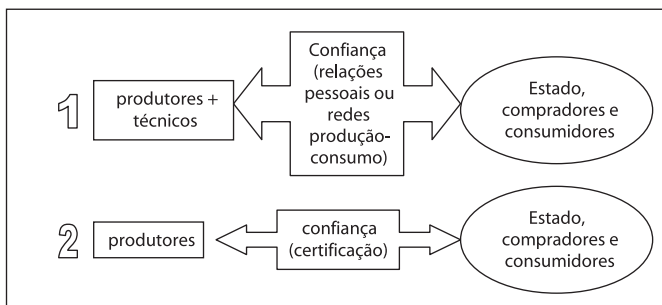 1
produtores +
técnicos
Confiança
(relações
pessoais ou
redes
produção-
consumo)
Estado,
compradores e
consumidores
2
produtores
confiança
(certificação)
Estado,
compradores e
consumidores